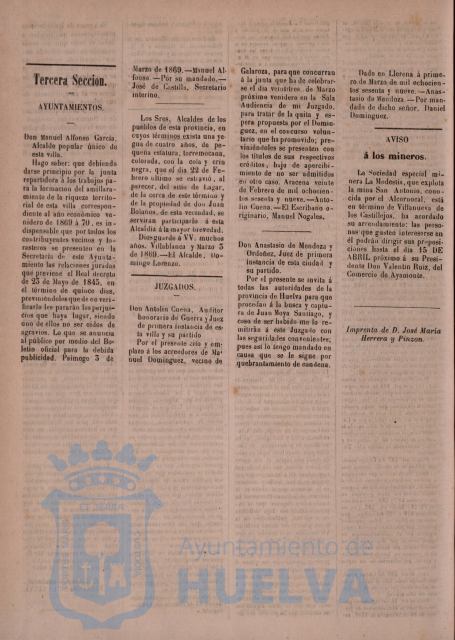 Tercera Seccion.
AYUNTAMIENTOS.
Don Manuel Alfonso Garcia,
Alcalde popular único de
esta villa.
Hago saber: que debiendo
darse principio por la junta
repartidora á los trabajos pa-
ra la formacion del amillara-
miento de la riqueza territo-
rial de esta villa correspon-
diente al año económico ve-
nidero de 1869 á 70, es in-
dispensable que por todos los
contribuyentes vecinos y fo-
rasteros se presenten en la
Secretaría de este Ayunta-
miento las relaciones juradas
que previene el Real decreto
de 23 de Mayo de 1845, en
el término de quince dias,
previniéndoles que de no veri-
ficarlo les pararán los perjui-
cios que haya lugar, siendo
uno de ellos no ser oidos de
agravios. Lo que se anuncia
al público por medio del Bo-
letin oficial para la debida
publicidad. Paimogo 3 de
Marzo de 1869.—Manuel Al-
fonso.—Por su mandado.—
José de Castilla, Secretario
interino.
Los Sres. Alcaldes de los
pueblos de esta provincia, en
cuyos términos exista una ye-
gua de cuatro años, de pe-
queña estatura, torremocana,
colorada, con la cola y crin
negra, que el dia 22 de Fe-
brero último se estravió, al
parecer, del sitio de Lagar,
de la cerca de este término y
de la propiedad de don Juan
Bolaños, de esta vecindad, se
servirán participarlo á esta
Alcaldía á la mayor brevedad.
Dios guarde á VV. muchos
años. Villablanca y Marzo 3
de 1869.—El Alcalde, Do-
mingo Lorenzo.
JUZGADOS.
Don Antolin Cuena, Auditor
honorario de Guerra y Juez
de primera instancia de es-
ta villa y su partido
Por el presente cito y em-
plazo á los acreedores de Ma-
nuel Dominguez, vecino de
Galaroza, para que concurran
á la junta que ha de celebrar-
se el dia veintitres de Marzo
próximo venidero en la Sala
Audiencia de mi Juzgado,
para tratar de la quita y es-
pera propuesta por el Domin-
guez, en el concurso volun-
tario que ha promovido; pre-
viniéndoles se presenten con
los titulos de sus respectivos
créditos, bajo de apercibi-
miento de no ser admitidos
en otro caso. Aracena veinte
de Febrero de mil ochocien-
tos sesenta y nueve.—Anto-
lin Cuena.—El Escribano o-
riginario, Manuel Nogales.
Don Anastasio de Mendoza y
Ordoñez, Juez de primera
instancia de esta ciudad y
su partido.
Por el presente se invita á
todas las autoridades de la
provincia de Huelva para que
procedan á la busca y captu-
ra de Juan Moya Santiago, y
caso de ser habido me lo re-
mitirán á este Juzgado con
las seguridades convenientes;
pues así lo tengo mandado en
causa que se le sigue por
quebrantamiento de condena.
Dado en Llerena á prime-
ro de Marzo de mil echocien-
tos sesenta y nueve.—Anas-
tasio de Mendoza—Por man-
dado de dicho señor, Daniel
Dominguez.
AVISO
á los mineros.
La Sociedad especial mi-
nera La Modesta, que esplota
la mina San Antonio, cono-
cida por el Alcornocal, está
en término de Villanueva de
los Castillejos, ha acordado
su arrendamiento: las perso-
nas que gusten interesarse en
él podrán dirigir sus proposi-
ciones hasta el dia 15 DE
ABRIL próximo á su Presi-
dente Don Valentin Ruiz, del
Comercio de Ayamonte.
Imprenta de D. José María
Herrera y Pinzon.
Ayuntamiento de
HUELVA